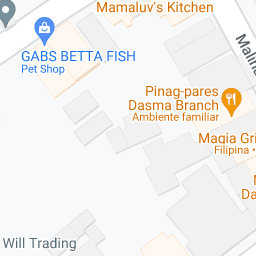 Mamaluv's Kitchen
GABS BETTA FISH
Pet Shop
Pinag-pares
Dasma Branch
Ambiente familiar
Magia Gri
Filipina •
Will Trading